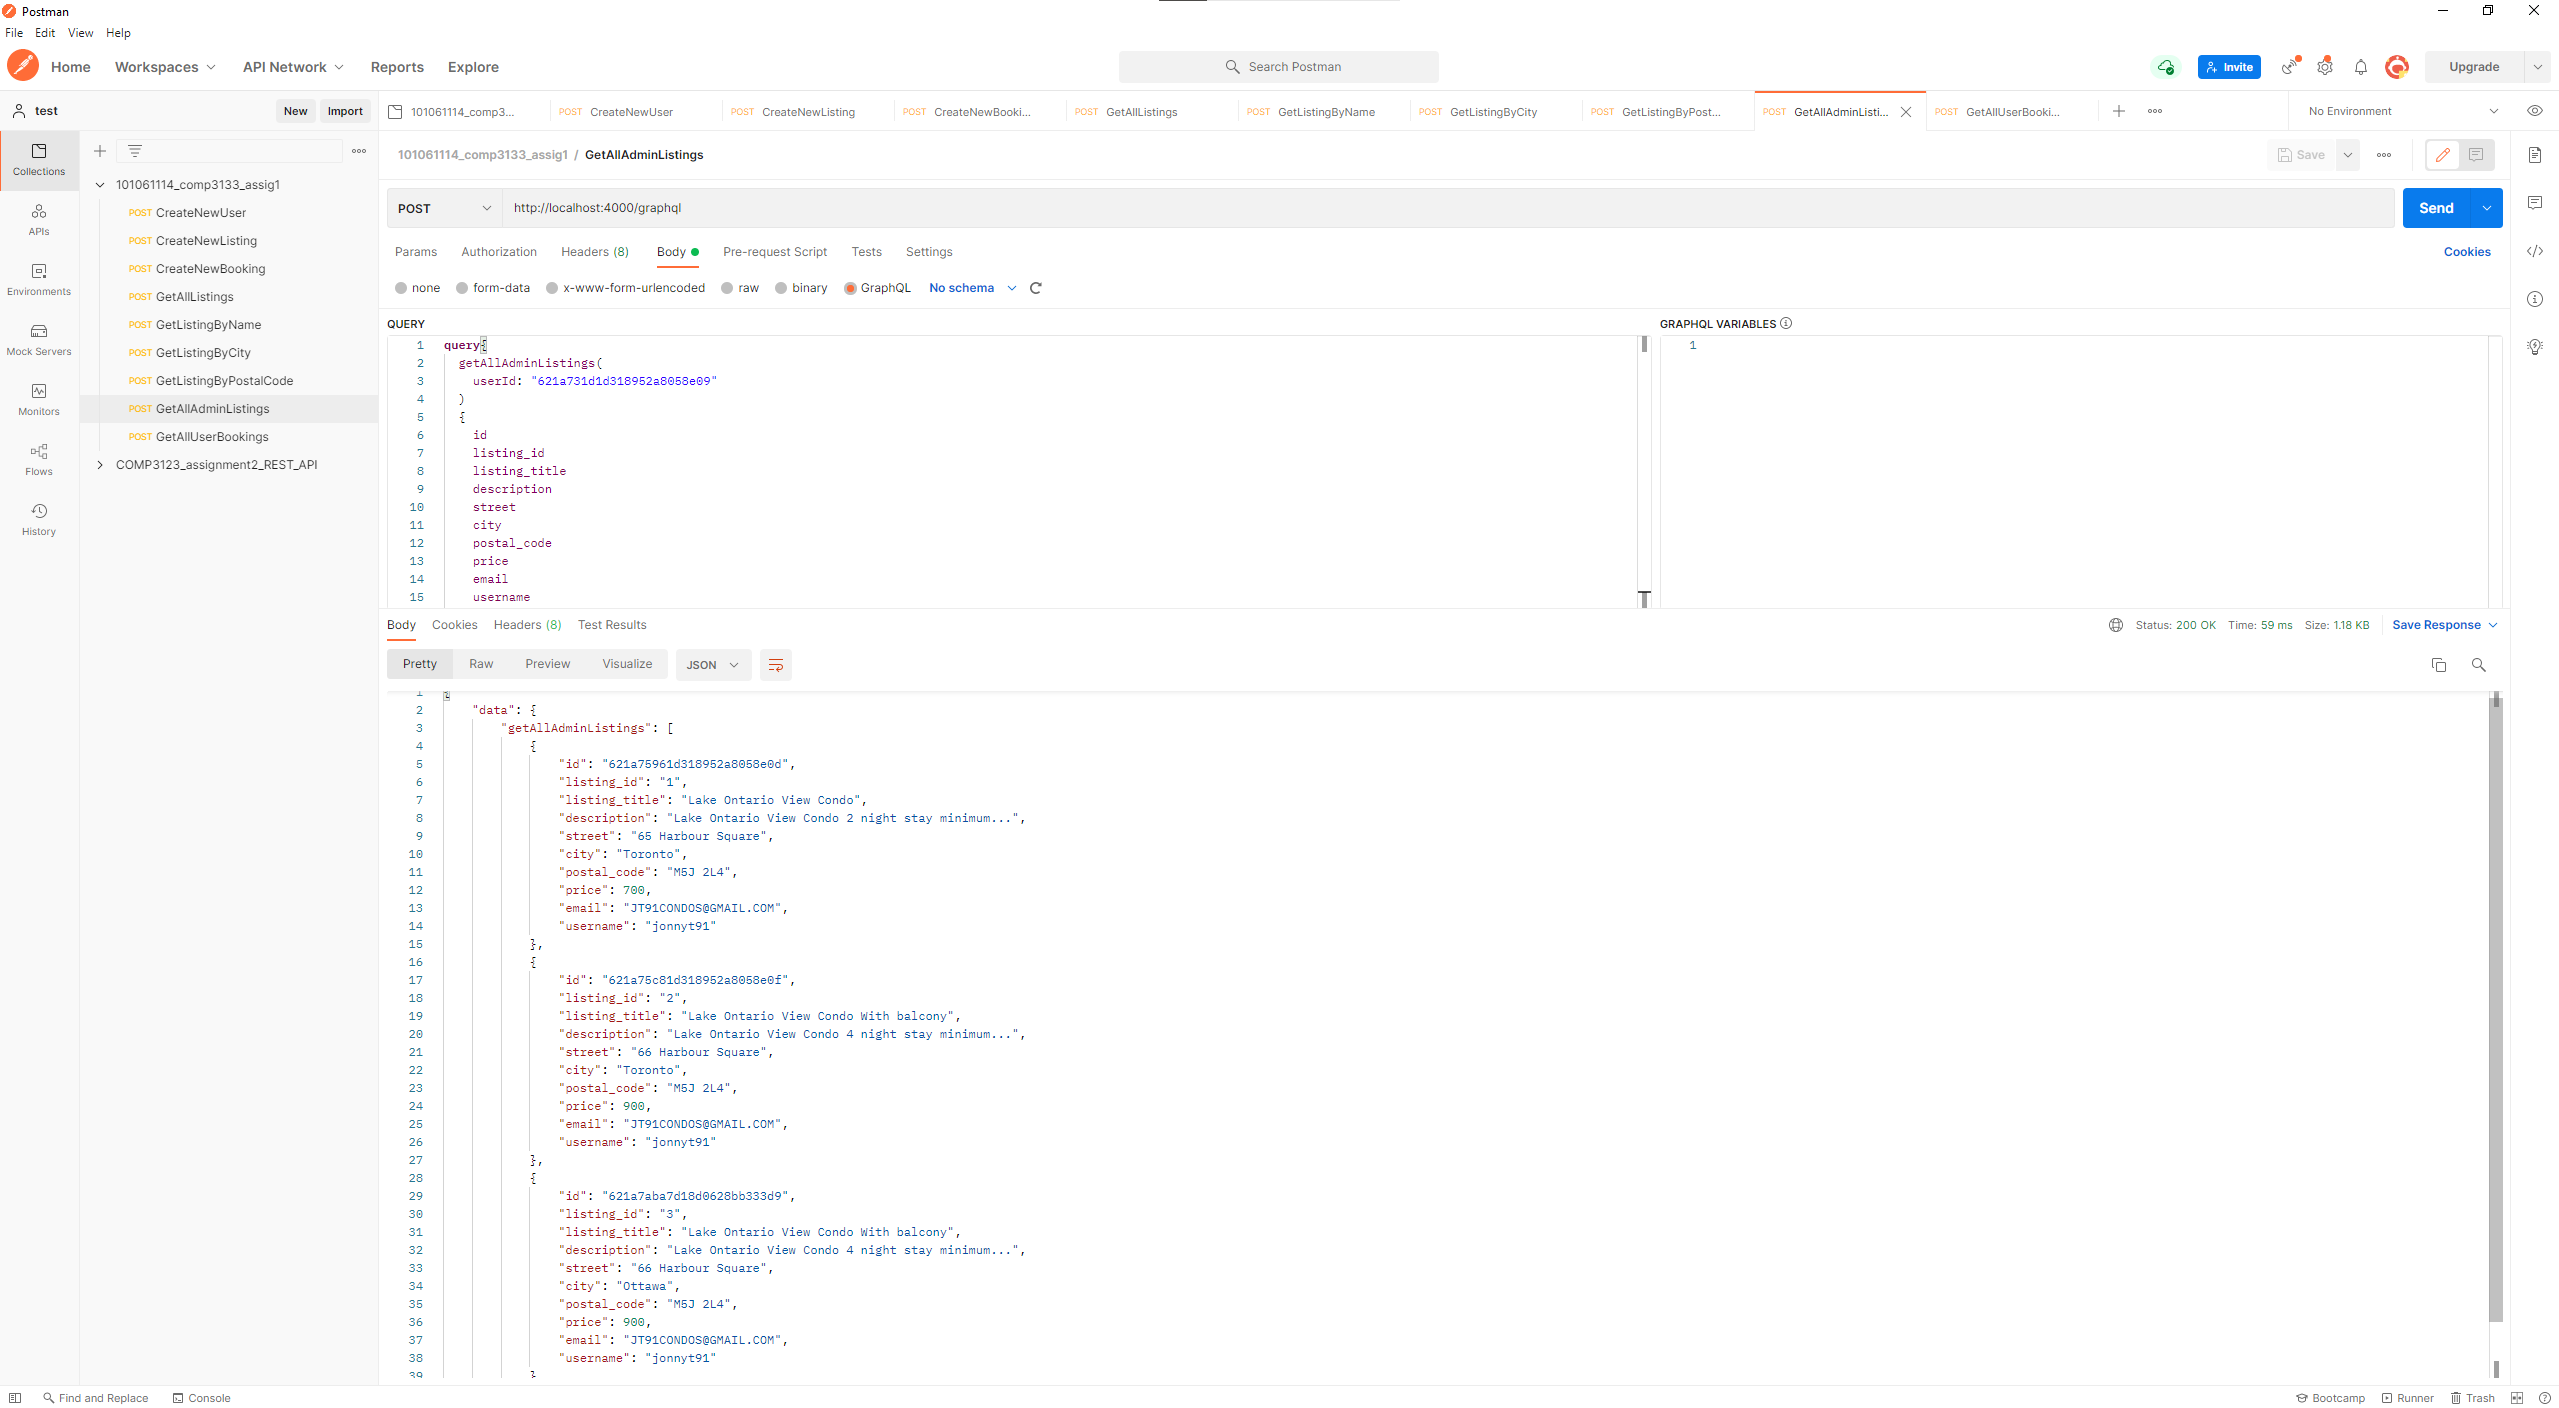 Postman
File Edit View Help
Home Workspaces API Network Reports Explore Search Postman Invite Upgrade
test New Import 101061114_comp3... POST CreateNewUser POST CreateNewListing POST CreateNewBooki... POST GetAllListings POST GetListingByName POST GetListingByCity POST GetListingByPost... POST GetAllAdminListi... POST GetAllUserBooki... No Environment
Collections
APIs
Environments
Mock Servers
Monitors
Flows
History
101061114_comp3133_assig1
POST CreateNewUser
POST CreateNewListing
POST CreateNewBooking
POST GetAllListings
POST GetListingByName
POST GetListingByCity
POST GetListingByPostalCode
POST GetAllAdminListings
POST GetAllUserBookings
COMP3123_assignment2_REST_API
101061114_comp3133_assig1 / GetAllAdminListings Save
POST http://localhost:4000/graphql Send
Params Authorization Headers (8) Body Pre-request Script Tests Settings Cookies
none form-data x-www-form-urlencoded raw binary GraphQL No schema
QUERY
1 query{
2 getAllAdminListings(
3 userId: "621a731d1d318952a8058e09"
4 )
5 {
6 id
7 listing_id
8 listing_title
9 description
10 street
11 city
12 postal_code
13 price
14 email
15 username
GRAPHQL VARIABLES
1
Body Cookies Headers (8) Test Results Status: 200 OK Time: 59 ms Size: 1.18 KB Save Response
Pretty Raw Preview Visualize JSON
1 {
2 "data": {
3 "getAllAdminListings": [
4 {
5 "id": "621a75961d318952a8058e0d",
6 "listing_id": "1",
7 "listing_title": "Lake Ontario View Condo",
8 "description": "Lake Ontario View Condo 2 night stay minimum...",
9 "street": "65 Harbour Square",
10 "city": "Toronto",
11 "postal_code": "M5J 2L4",
12 "price": 700,
13 "email": "JT91CONDOS@GMAIL.COM",
14 "username": "jonnyt91"
15 },
16 {
17 "id": "621a75c81d318952a8058e0f",
18 "listing_id": "2",
19 "listing_title": "Lake Ontario View Condo With balcony",
20 "description": "Lake Ontario View Condo 4 night stay minimum...",
21 "street": "66 Harbour Square",
22 "city": "Toronto",
23 "postal_code": "M5J 2L4",
24 "price": 900,
25 "email": "JT91CONDOS@GMAIL.COM",
26 "username": "jonnyt91"
27 },
28 {
29 "id": "621a7aba7d18d0628bb333d9",
30 "listing_id": "3",
31 "listing_title": "Lake Ontario View Condo With balcony",
32 "description": "Lake Ontario View Condo 4 night stay minimum...",
33 "street": "66 Harbour Square",
34 "city": "Ottawa",
35 "postal_code": "M5J 2L4",
36 "price": 900,
37 "email": "JT91CONDOS@GMAIL.COM",
38 "username": "jonnyt91"
39 }
Find and Replace Console Bootcamp Runner Trash